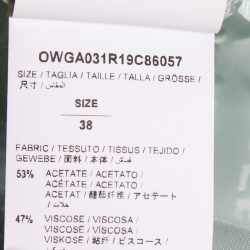 OWGA031R19C86057
SIZE / TAGLIA / TAILLE / TALLA / GRÖSSE /
尺寸 / المقاس /
SIZE
38
FABRIC / TESSUTO / TISSUS / TEJIDO /
GEWEBE / 面料 / 本体 / قماش /
53% ACETATE / ACETATO /
ACÉTATE / ACETATO /
ACETAT / 醋酯纤维 / アセテート
/ خلات /
47% VISCOSE / VISCOSA /
VISCOSE / VISCOSA /
VISKOSE / 粘纤 / ビスコース /